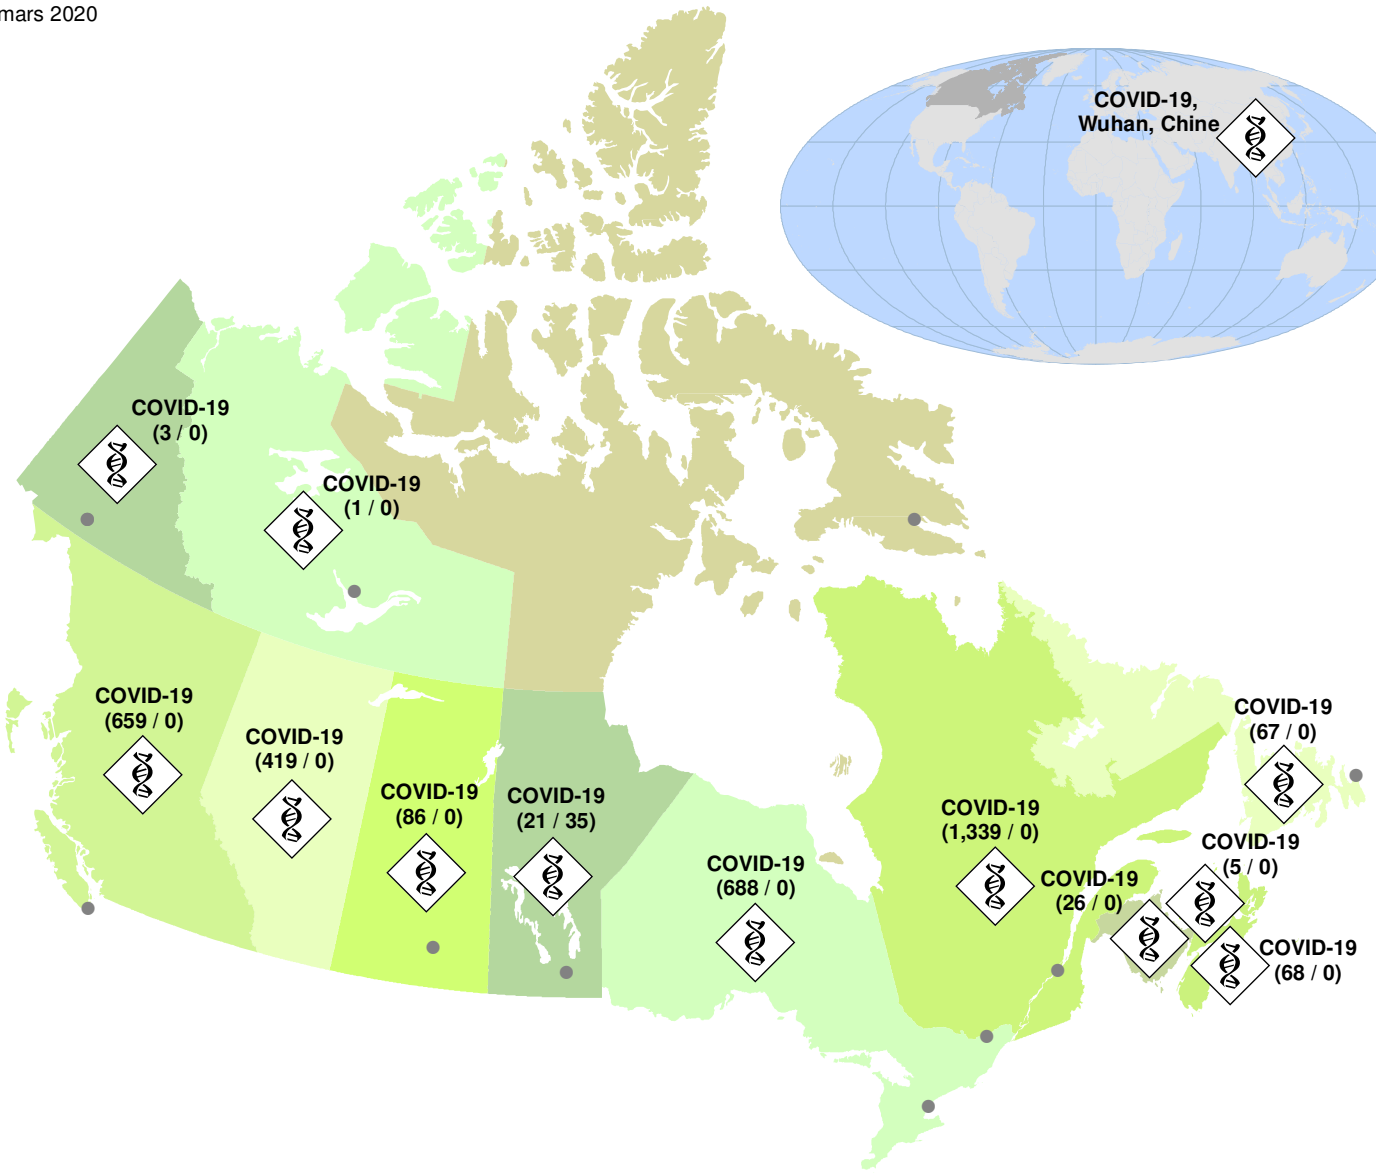 mars 2020
COVID-19,
Wuhan, Chine
COVID-19
(3 / 0)
COVID-19
(1 / 0)
COVID-19
(659 / 0)
COVID-19
(419 / 0)
COVID-19
(86 / 0)
COVID-19
(21 / 35)
COVID-19
(688 / 0)
COVID-19
(1,339 / 0)
COVID-19
(26 / 0)
COVID-19
(67 / 0)
COVID-19
(5 / 0)
COVID-19
(68 / 0)